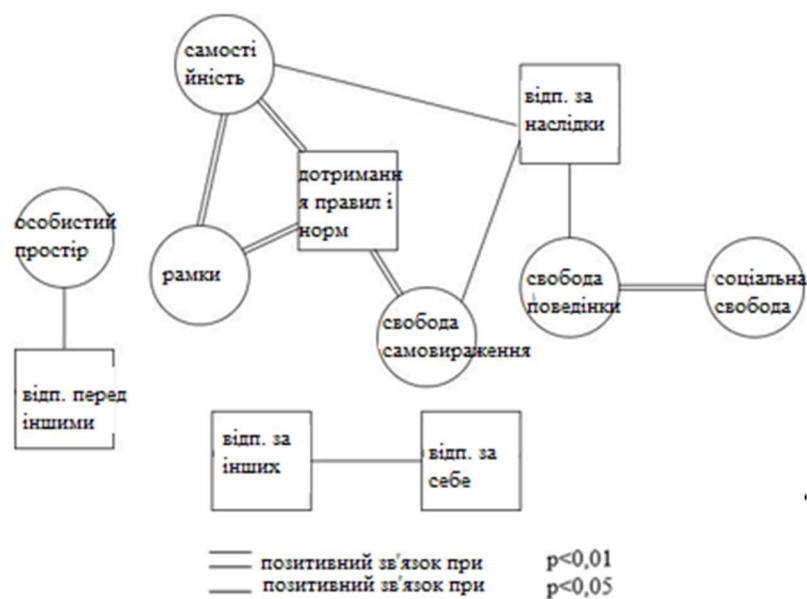 самості
йність
відп. за
наслідки
дотриманн
я правил і
норм
особистий
простір
рамки
свобода
поведінки
соціальна
свобода
свобода
самовираження
відп. перед
іншими
відп. за
інших
відп. за
себе
позитивний зв'язок при p<0,01
позитивний зв'язок при p<0,05